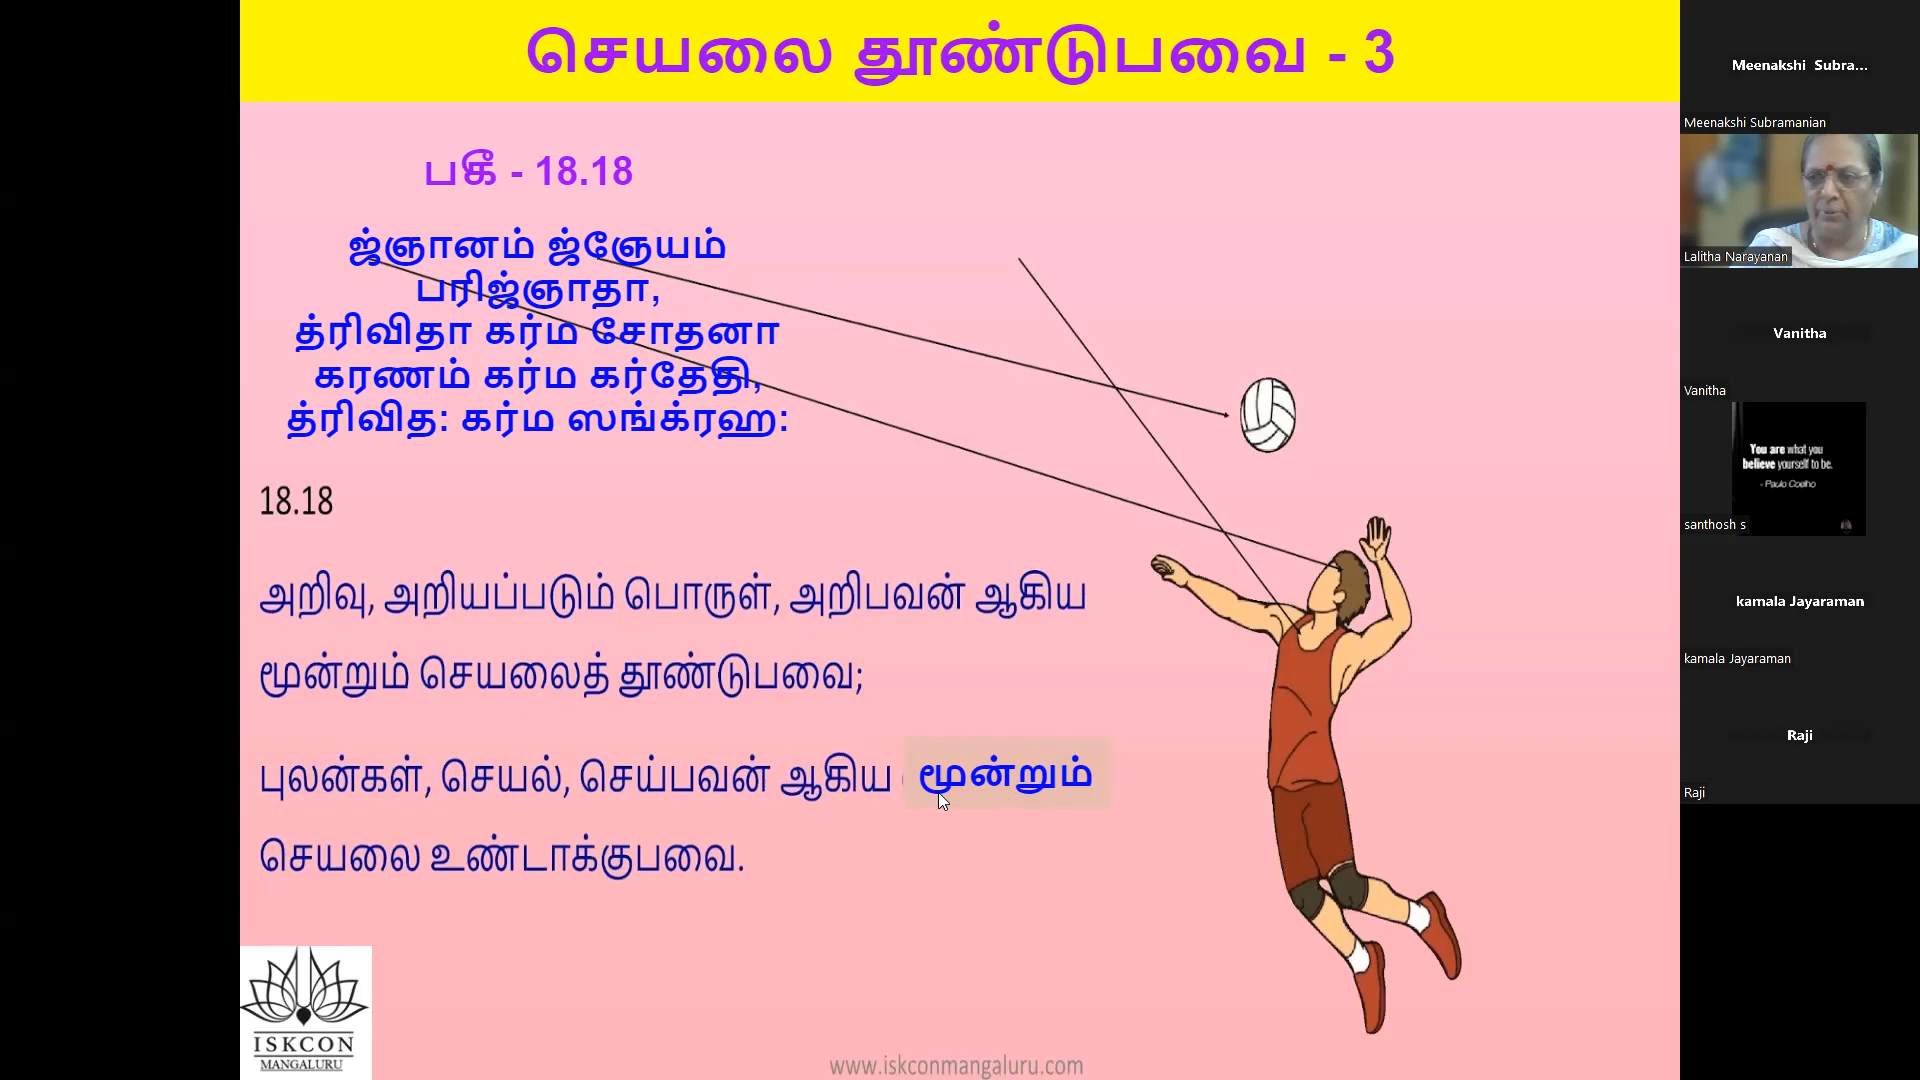 செயலை தூண்டுபவை - 3
பகீ - 18.18
ஜ்ஞானம் ஜ்ஞேயம்
பரிஜ்ஞாதா,
த்ரிவிதா கர்ம சோதனா
கரணம் கர்ம கர்தேதி,
த்ரிவித: கர்ம ஸங்க்ரஹ:
18.18
அறிவு, அறியப்படும் பொருள், அறிபவன் ஆகிய
மூன்றும் செயலைத் தூண்டுபவை;
புலன்கள், செயல், செய்பவன் ஆகிய மூன்றும்
செயலை உண்டாக்குபவை.
ISKCON
MANGALURU
www.iskconmangaluru.com
Meenakshi Subra...
Meenakshi Subramanian
Lalitha Narayanan
Vanitha
Vanitha
You are what you
believe yourself to be.
- Paulo Coelho
santhosh s
kamala Jayaraman
kamala Jayaraman
Raji
Raji